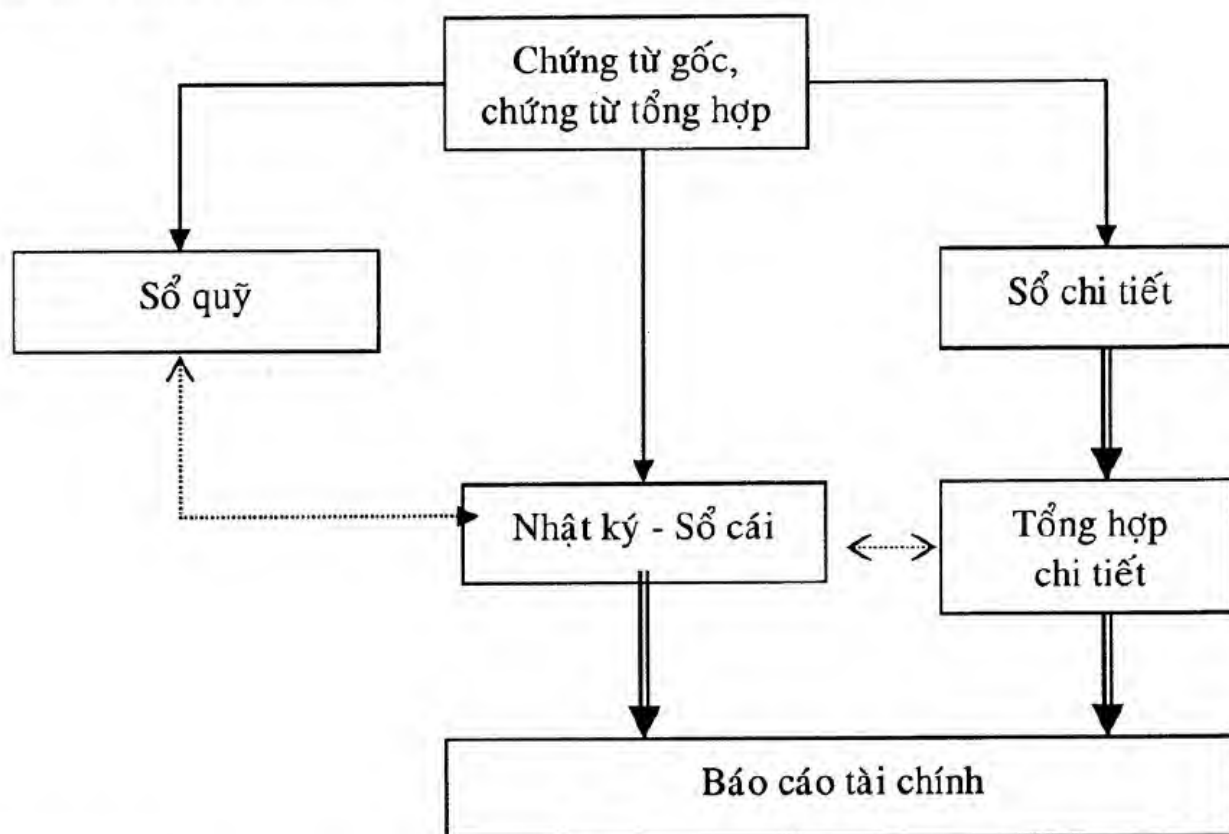 Chứng từ gốc,
chứng từ tổng hợp
Sổ quỹ
Sổ chi tiết
Nhật ký - Sổ cái
Tổng hợp
chi tiết
Báo cáo tài chính